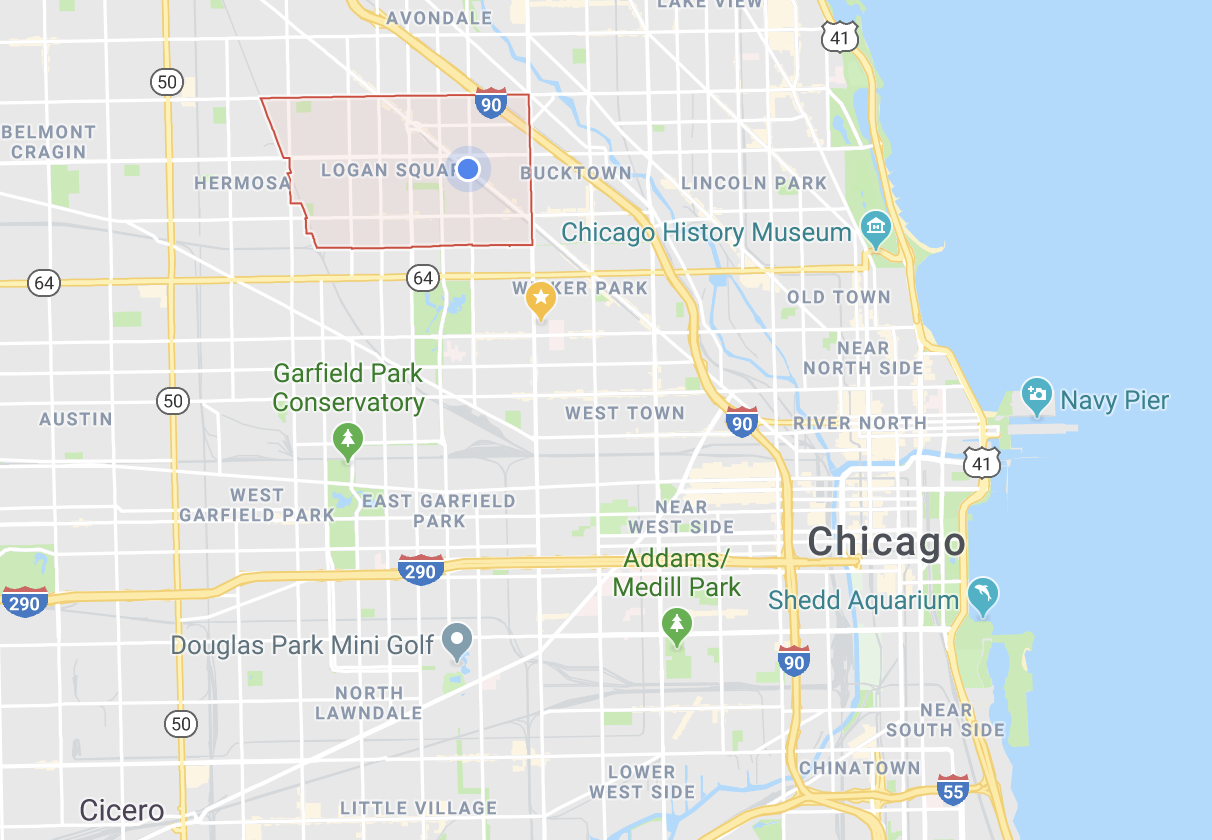 LAKE VIEW
AVONDALE
41
50
90
BELMONT
CRAGIN
LOGAN SQUA
BUCKTOWN
HERMOSA
LINCOLN PARK
Chicago History Museum
64
64
W KER PARK
OLD TOWN
NEAR
NORTH SIDE
Garfield Park
Conservatory
50
Navy Pier
AUSTIN
WEST TOWN
90
RIVER NORTH
41
WEST
GARFIELD PARK
EAST GARFIELD
PARK
NEAR
WEST SIDE
Chicago
Addams/
Medill Park
290
290
Shedd Aquarium
Douglas Park Mini Golf
90
NORTH
LAWNDALE
50
NEAR
SOUTH SIDE
LOWER
WEST SIDE
CHINATOWN
55
Cicero
LITTLE VILLAGE